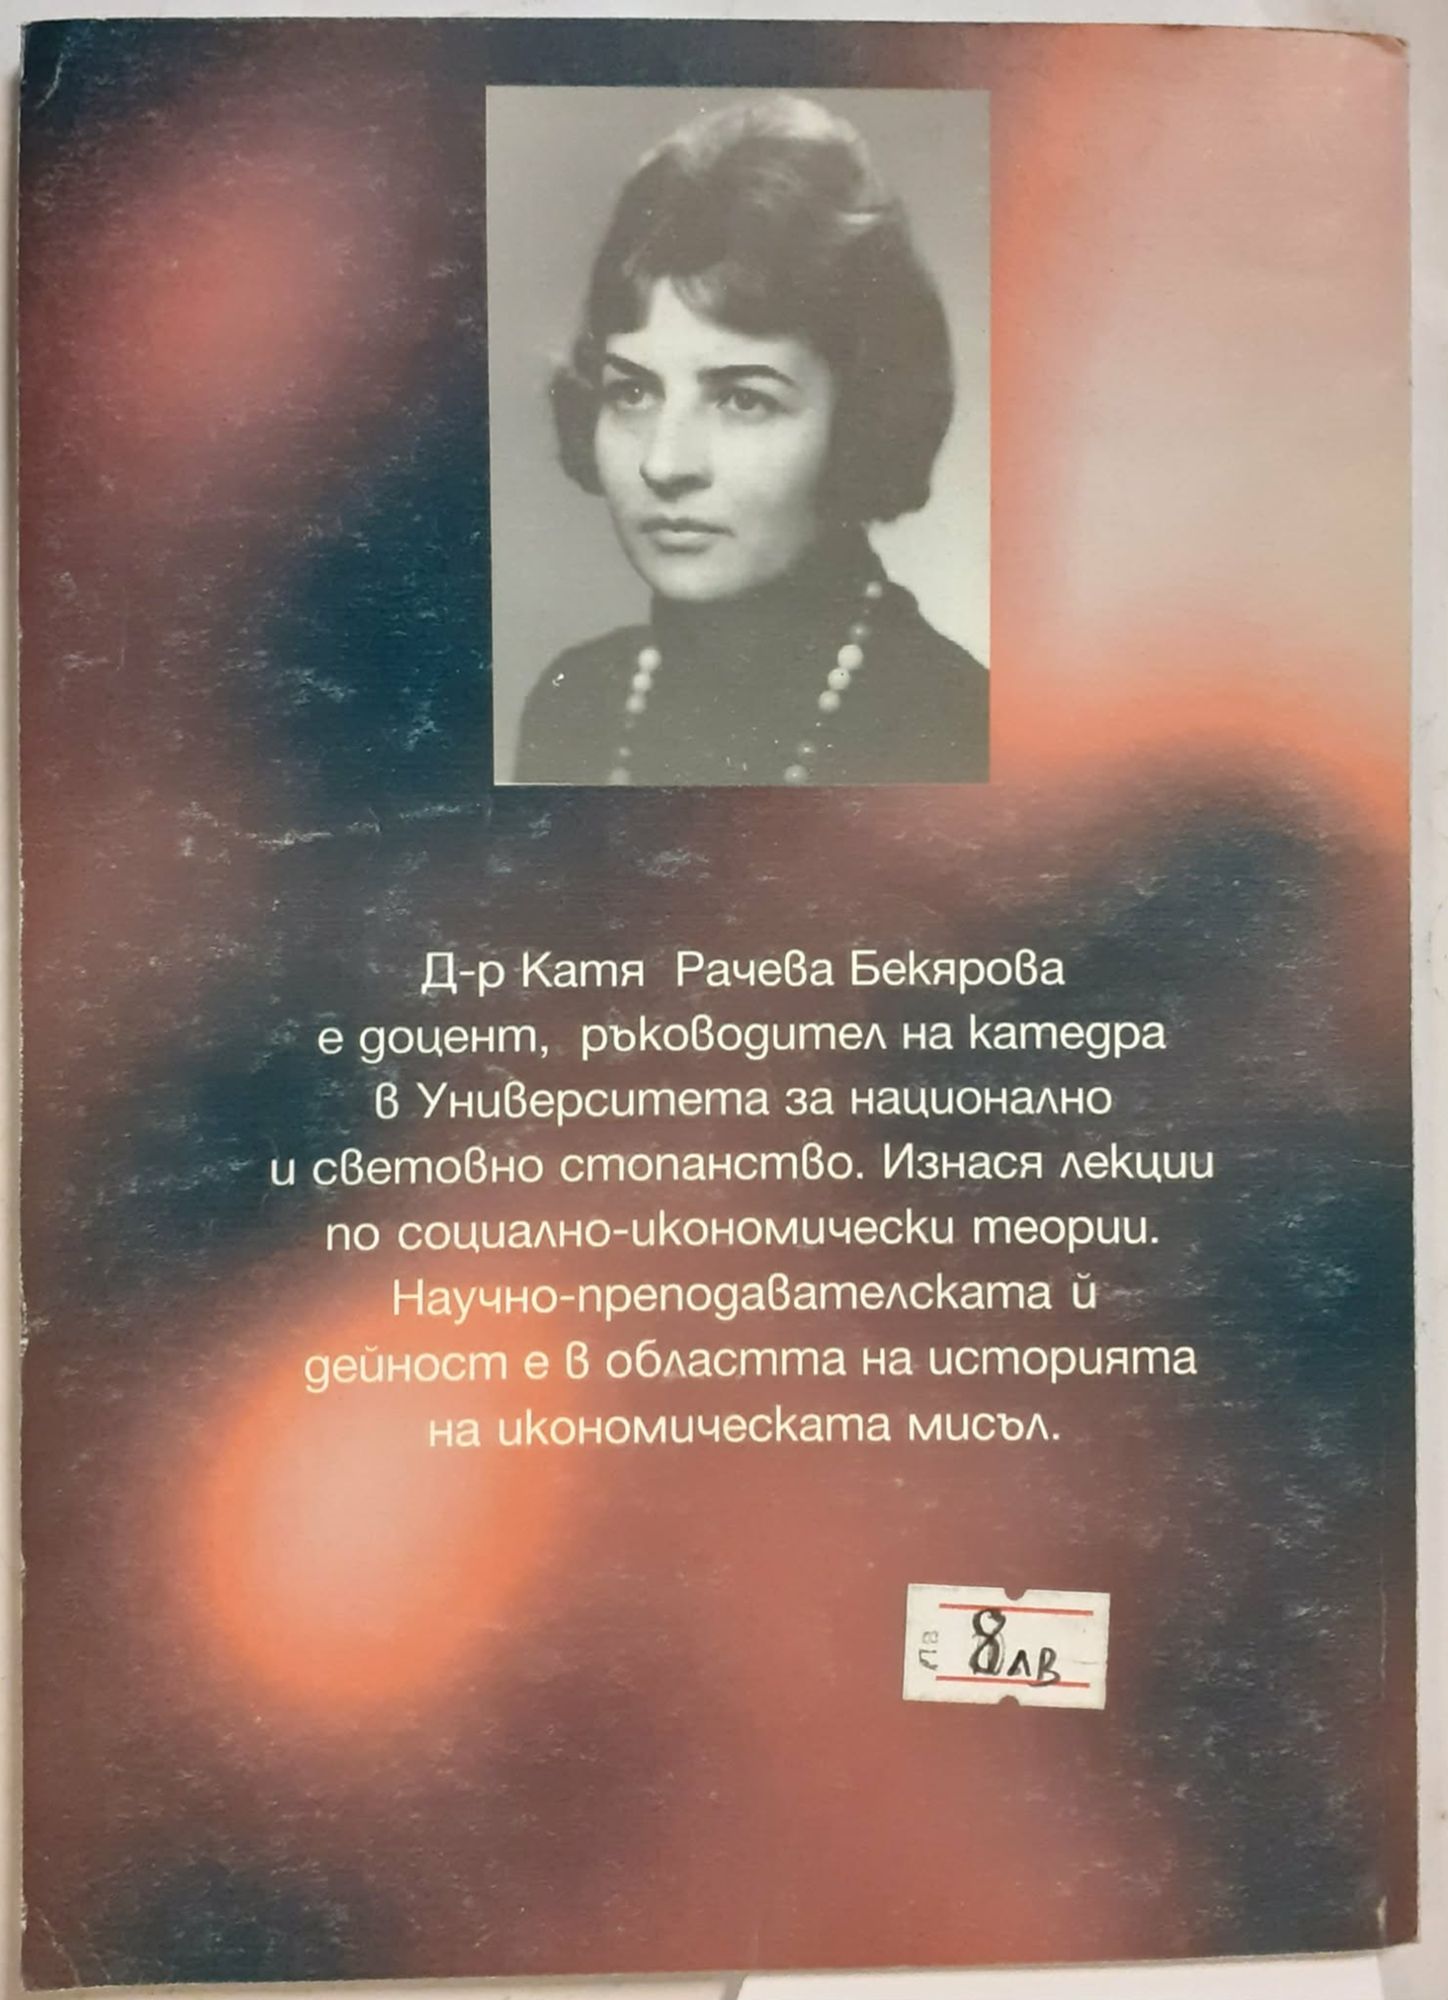 Д-р Катя Рачева Бекярова
е доцент, ръководител на катедра
в Университета за национално
и световно стопанство. Изнася лекции
по социално-икономически теории.
Научно-преподавателската й
дейност е в областта на историята
на икономическата мисъл.
лв
8лв